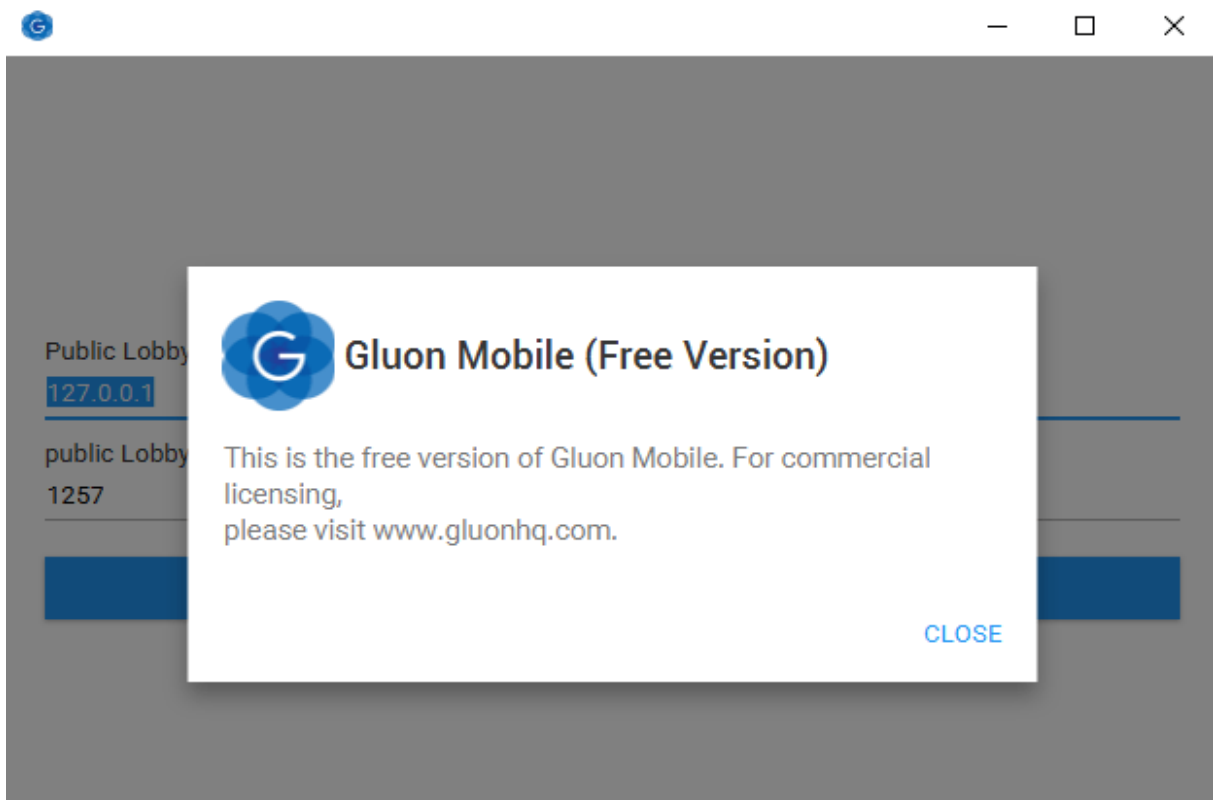 G
Public Lobby
127.0.0.1
public Lobby
1257
G
Gluon Mobile (Free Version)
This is the free version of Gluon Mobile. For commercial
licensing,
please visit www.gluonhq.com.
CLOSE